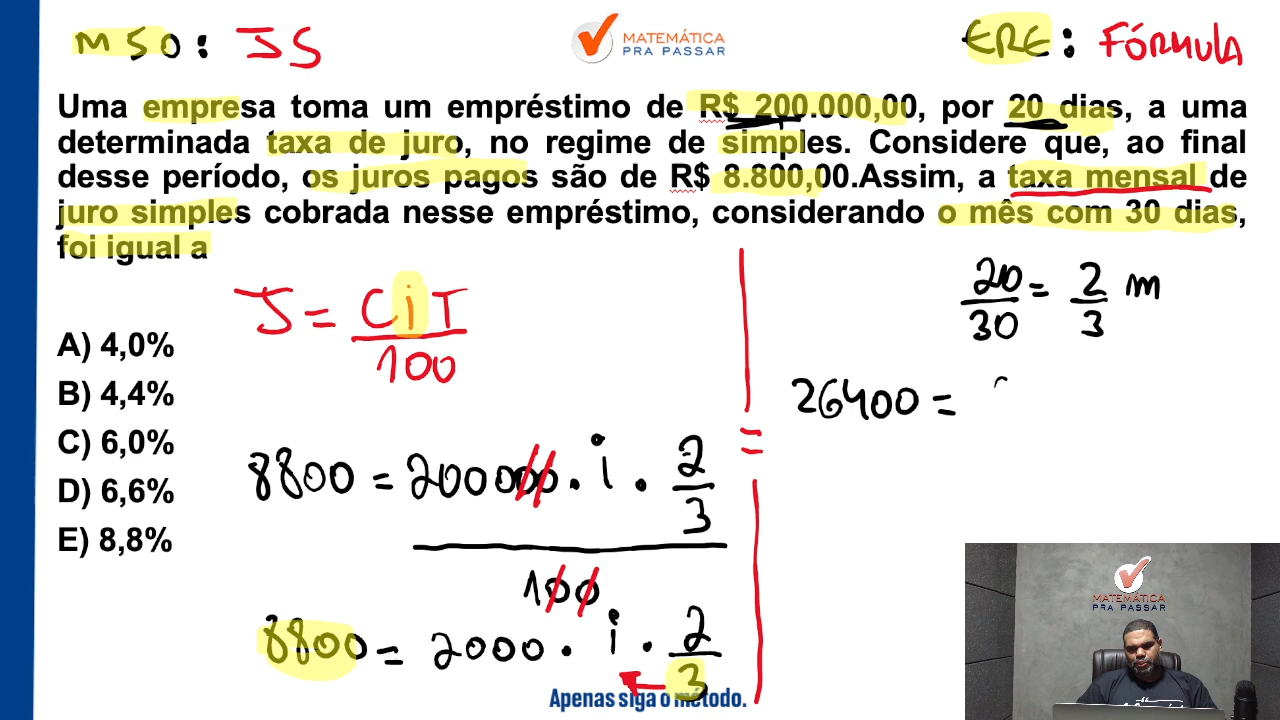 M S O : J S
MATEMÁTICA
PRA PASSAR
ERE : FÓRMULA
Uma empresa toma um empréstimo de R$ 200.000,00, por 20 dias, a uma
determinada taxa de juro, no regime de simples. Considere que, ao final
desse período, os juros pagos são de R$ 8.800,00.Assim, a taxa mensal de
juro simples cobrada nesse empréstimo, considerando o mês com 30 dias,
foi igual a
J = C i T / 100
20/30 = 2/3 m
A) 4,0%
B) 4,4%
C) 6,0%
D) 6,6%
E) 8,8%
8800 = 200000 . i . 2/3
100
8800 = 2000 . i . 2/3
=
26400 =
MATEMÁTICA
PRA PASSAR
Apenas siga o método.